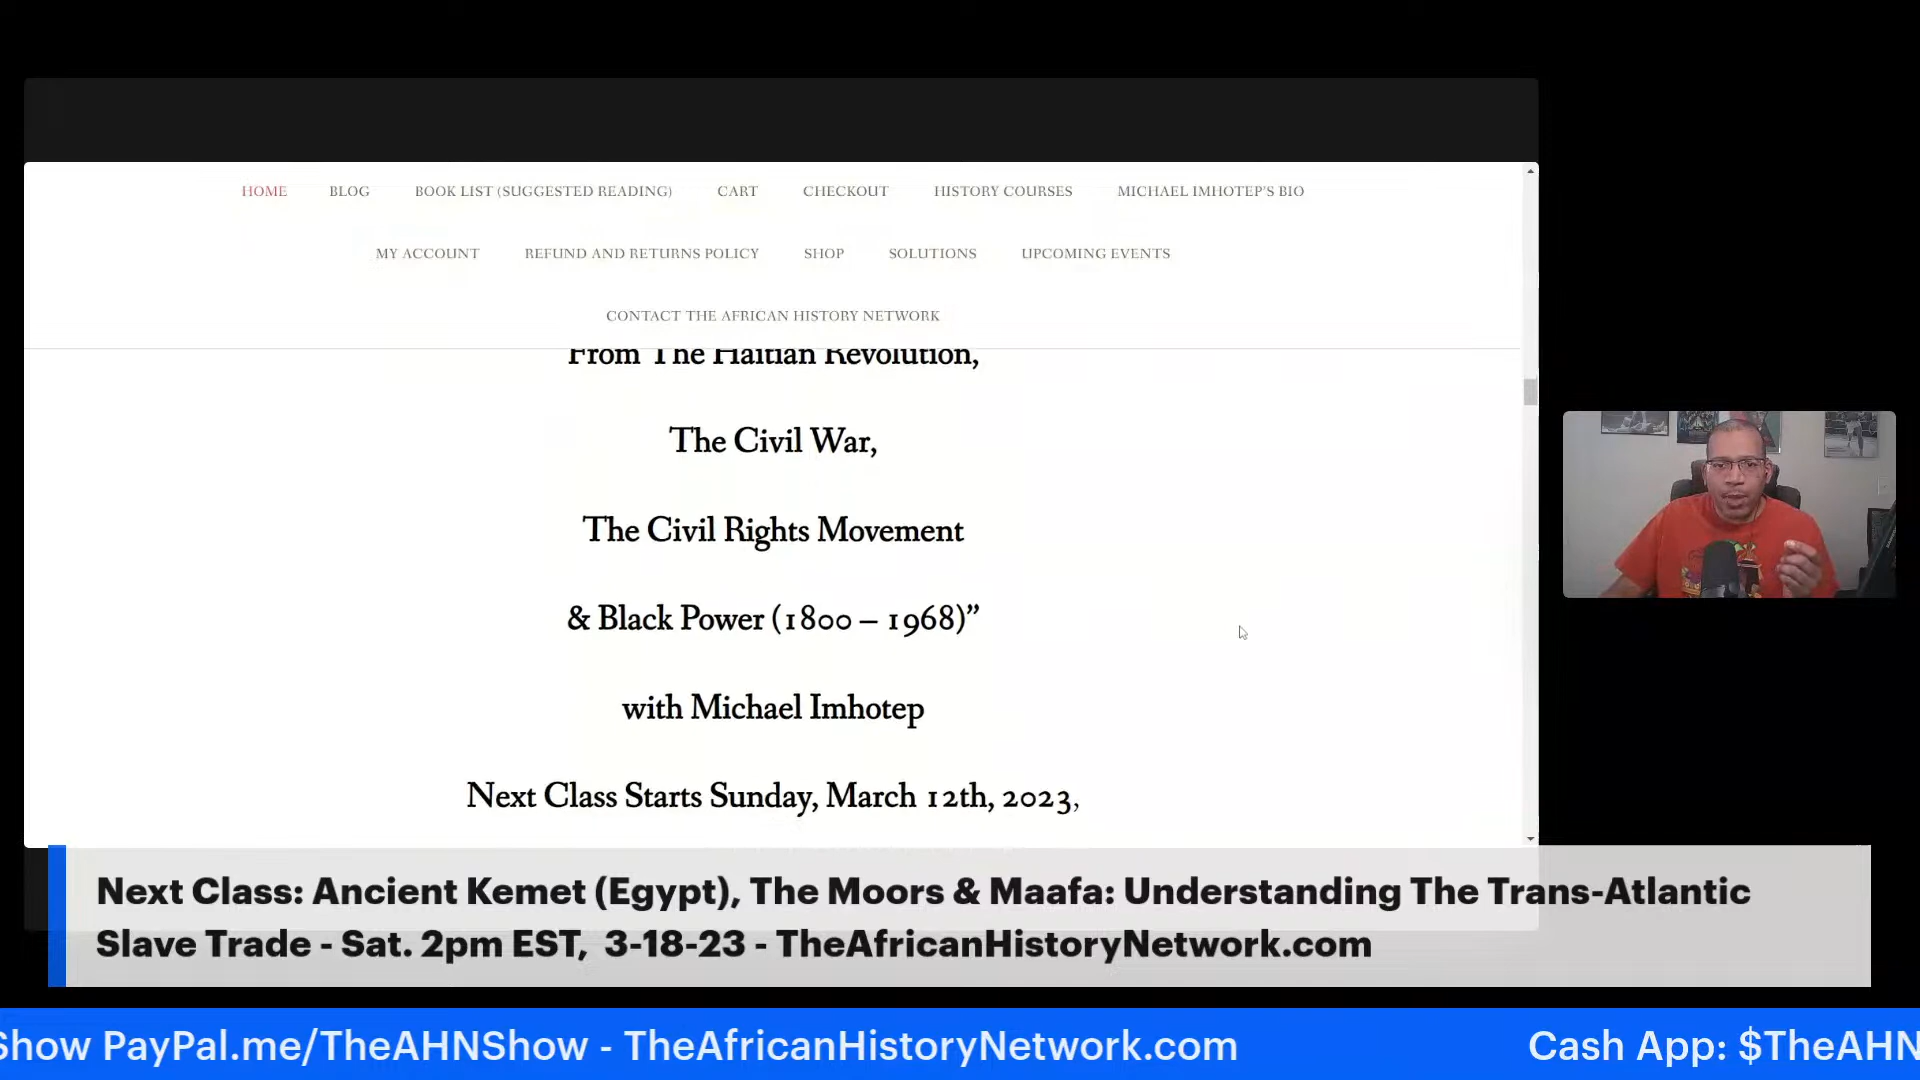 HOME BLOG BOOK LIST (SUGGESTED READING) CART CHECKOUT HISTORY COURSES MICHAEL IMHOTEP'S BIO
MY ACCOUNT REFUND AND RETURNS POLICY SHOP SOLUTIONS UPCOMING EVENTS
CONTACT THE AFRICAN HISTORY NETWORK
From The Haitian Revolution,
The Civil War,
The Civil Rights Movement
& Black Power (1800 – 1968)”
with Michael Imhotep
Next Class Starts Sunday, March 12th, 2023,
Next Class: Ancient Kemet (Egypt), The Moors & Maafa: Understanding The Trans-Atlantic
Slave Trade - Sat. 2pm EST, 3-18-23 - TheAfricanHistoryNetwork.com
Show PayPal.me/TheAHNShow - TheAfricanHistoryNetwork.com Cash App: $TheAHN